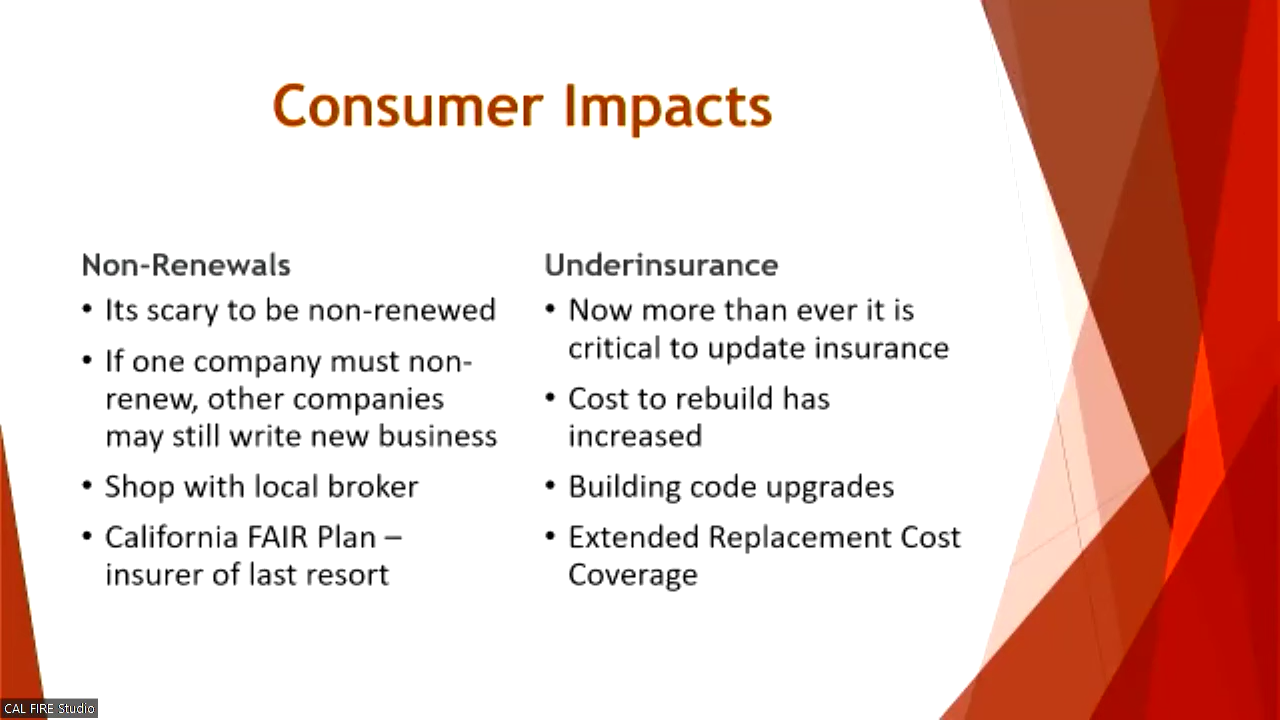 Consumer Impacts
Non-Renewals
• Its scary to be non-renewed
• If one company must non-
renew, other companies
may still write new business
• Shop with local broker
• California FAIR Plan –
insurer of last resort
Underinsurance
• Now more than ever it is
critical to update insurance
• Cost to rebuild has
increased
• Building code upgrades
• Extended Replacement Cost
Coverage
CAL FIRE Studio